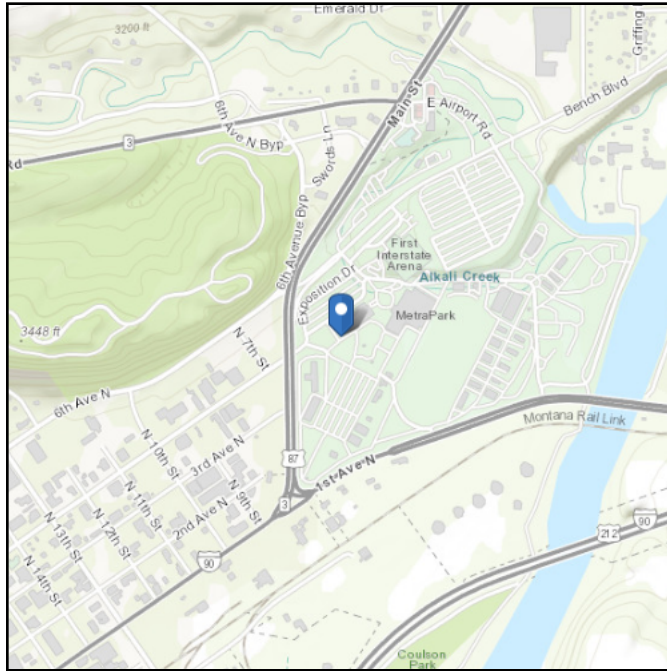 Emerald Dr
3200 ft
Griffing
Bench Blvd
6th Ave N Byp
Main St
E Airport Rd
3
Rd
Swords Ln
6th Avenue Byp
First
Interstate
Arena
Alkali Creek
Exposition Dr
MetraPark
3448 ft
N 7th St
6th Ave N
Montana Rail Link
N 10th St
3rd Ave N
87
1st Ave N
N 11th St
N 9th St
3
N 12th St
2nd Ave N
N 13th St
90
212
90
N 14th St
Coulson
Park